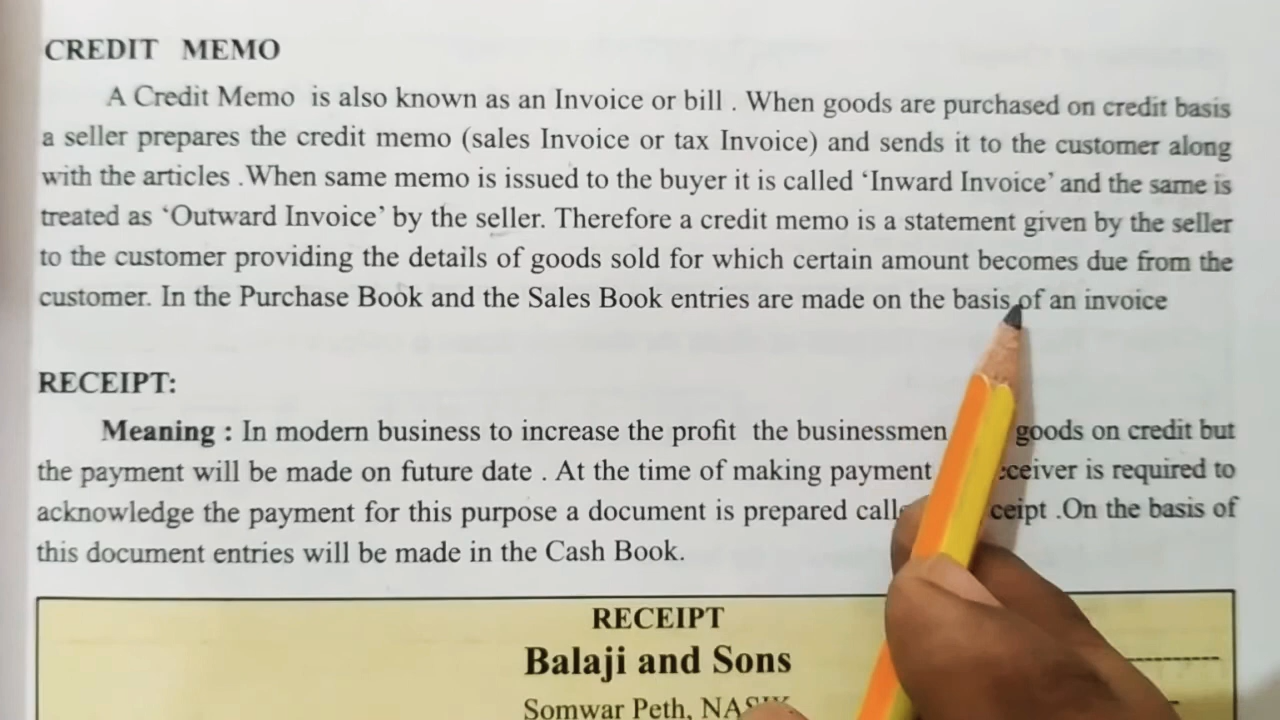 CREDIT MEMO
A Credit Memo is also known as an Invoice or bill . When goods are purchased on credit basis
a seller prepares the credit memo (sales Invoice or tax Invoice) and sends it to the customer along
with the articles .When same memo is issued to the buyer it is called ‘Inward Invoice’ and the same is
treated as ‘Outward Invoice’ by the seller. Therefore a credit memo is a statement given by the seller
to the customer providing the details of goods sold for which certain amount becomes due from the
customer. In the Purchase Book and the Sales Book entries are made on the basis of an invoice
RECEIPT:
Meaning : In modern business to increase the profit the businessmen goods on credit but
the payment will be made on future date . At the time of making payment is required to
acknowledge the payment for this purpose a document is prepared .On the basis of
this document entries will be made in the Cash Book.
RECEIPT
Balaji and Sons
Somwar Peth,